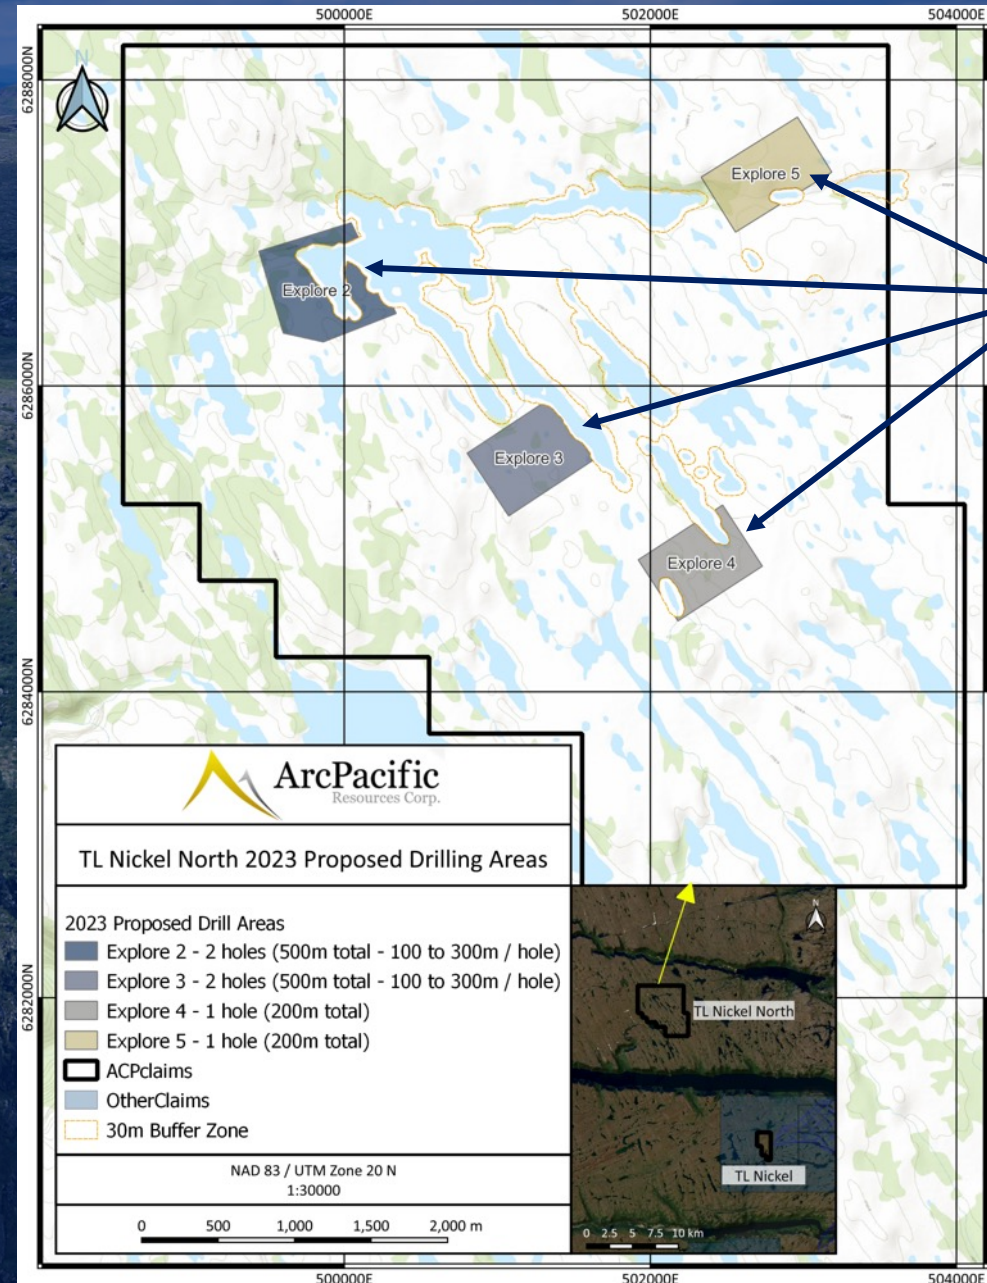 500000E
502000E
504000E
6288000N
6286000N
6284000N
6282000N
N
Explore 5
Explore 2
Explore 3
Explore 4
ArcPacific
Resources Corp.
TL Nickel North 2023 Proposed Drilling Areas
2023 Proposed Drill Areas
Explore 2 - 2 holes (500m total - 100 to 300m / hole)
Explore 3 - 2 holes (500m total - 100 to 300m / hole)
Explore 4 - 1 hole (200m total)
Explore 5 - 1 hole (200m total)
ACPclaims
OtherClaims
30m Buffer Zone
NAD 83 / UTM Zone 20 N
1:30000
0 500 1,000 1,500 2,000 m
N
TL Nickel North
TL Nickel
0 2.5 5 7.5 10 km
500000E
502000E
504000E